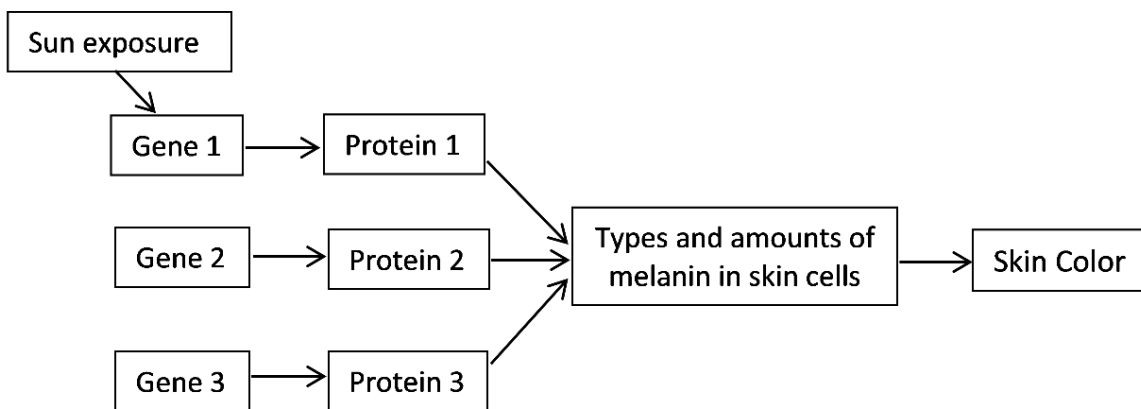 Sun exposure
Gene 1
Protein 1
Gene 2
Protein 2
Types and amounts of
melanin in skin cells
Skin Color
Gene 3
Protein 3